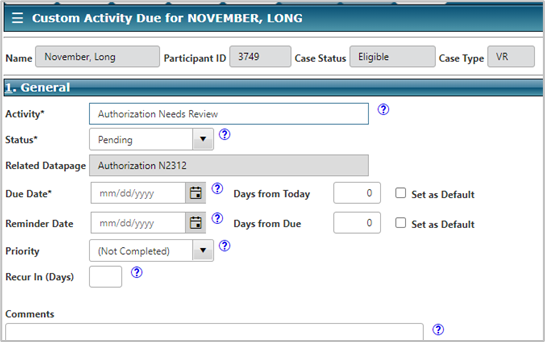 ☰ Custom Activity Due for NOVEMBER, LONG
Name November, Long Participant ID 3749 Case Status Eligible Case Type VR
1. General
Activity* Authorization Needs Review ?
Status* Pending ?
Related Datapage Authorization N2312
Due Date* mm/dd/yyyy ? Days from Today 0 Set as Default
Reminder Date mm/dd/yyyy ? Days from Due 0 Set as Default
Priority (Not Completed) ?
Recur In (Days) ?
Comments
?